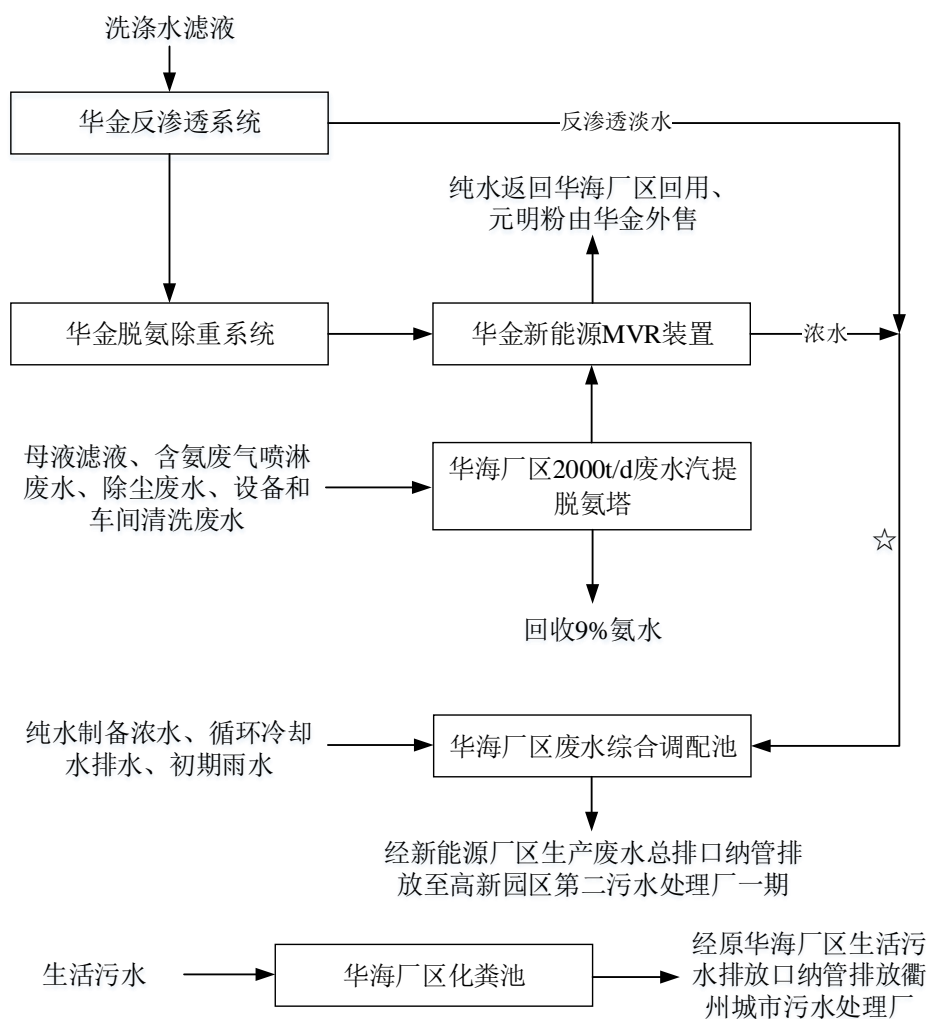 洗涤水滤液
华金反渗透系统
反渗透淡水
纯水返回华海厂区回用、
元明粉由华金外售
华金脱氨除重系统
华金新能源MVR装置
浓水
母液滤液、含氨废气喷淋
废水、除尘废水、设备和
车间清洗废水
华海厂区2000t/d废水汽提
脱氨塔
☆
回收9%氨水
纯水制备浓水、循环冷却
水排水、初期雨水
华海厂区废水综合调配池
经新能源厂区生产废水总排口纳管排
放至高新园区第二污水处理厂一期
生活污水
华海厂区化粪池
经原华海厂区生活污
水排放口纳管排放衢
州城市污水处理厂